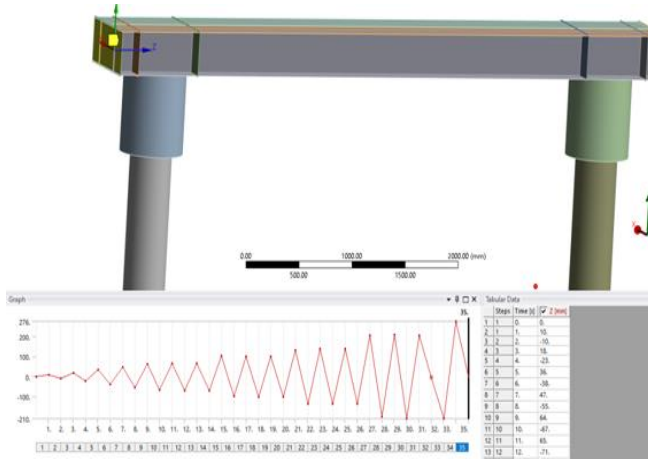 Z
0.00
1000.00
2000.00 (mm)
500.00
1500.00
Graph
35.
276.
200.
100.
0.
-100.
-210.
1. 2. 3. 4. 5. 6. 7. 8. 9. 10. 11. 12. 13. 14. 15. 16. 17. 18. 19. 20. 21. 22. 23. 24. 25. 26. 27. 28. 29. 30. 31. 32. 33. 35.
1 2 3 4 5 6 7 8 9 10 11 12 13 14 15 16 17 18 19 20 21 22 23 24 25 26 27 28 29 30 31 32 33 34 35
Tabular Data
Steps Time [s] Z [mm]
1 1 0. 0.
2 1 1. 10.
3 2 2. -10.
4 3 3. 18.
5 4 4. -23.
6 5 5. 36.
7 6 6. -38.
8 7 7. 47.
9 8 8. -55.
10 9 9. 64.
11 10 10. -67.
12 11 11. 65.
13 12 12. -71.